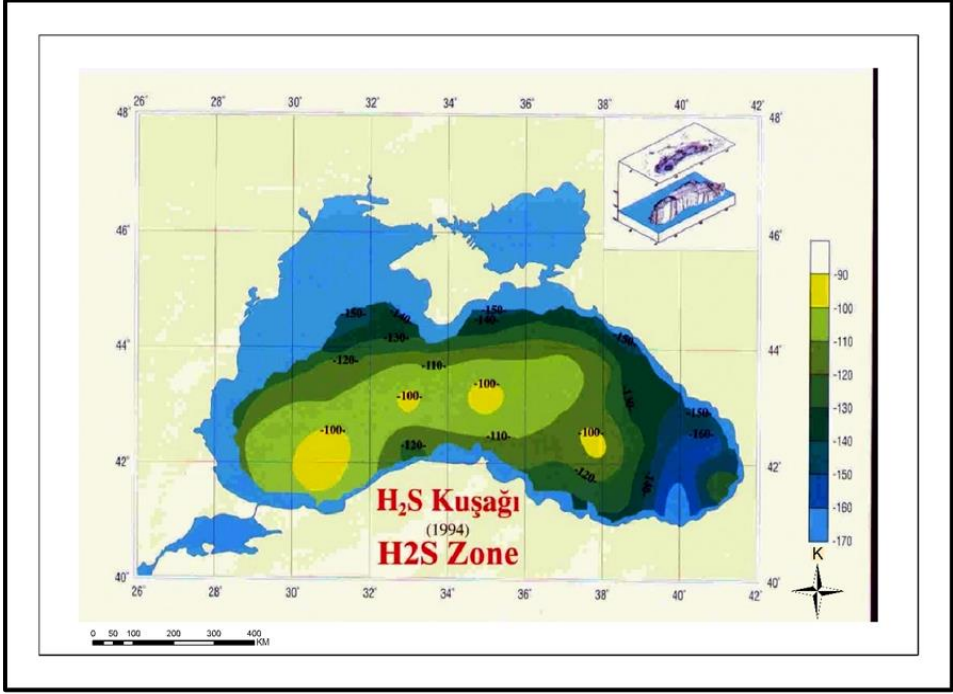 26° 28° 30° 32° 34° 36° 38° 40° 42°
48° 48°
46° 46°
44° 44°
42° 42°
40° 40°
26° 28° 30° 32° 34° 36° 38° 40° 42°
-150- -140- -150-
-140-
-130- -150-
-120- -110-
-100- -100- -130-
-150-
-100- -120- -110- -100- -160-
-120- -140-
H₂S Kuşağı
(1994)
H2S Zone
-90
-100
-110
-120
-130
-140
-150
-160
-170
K
0 50 100 200 300 400
KM